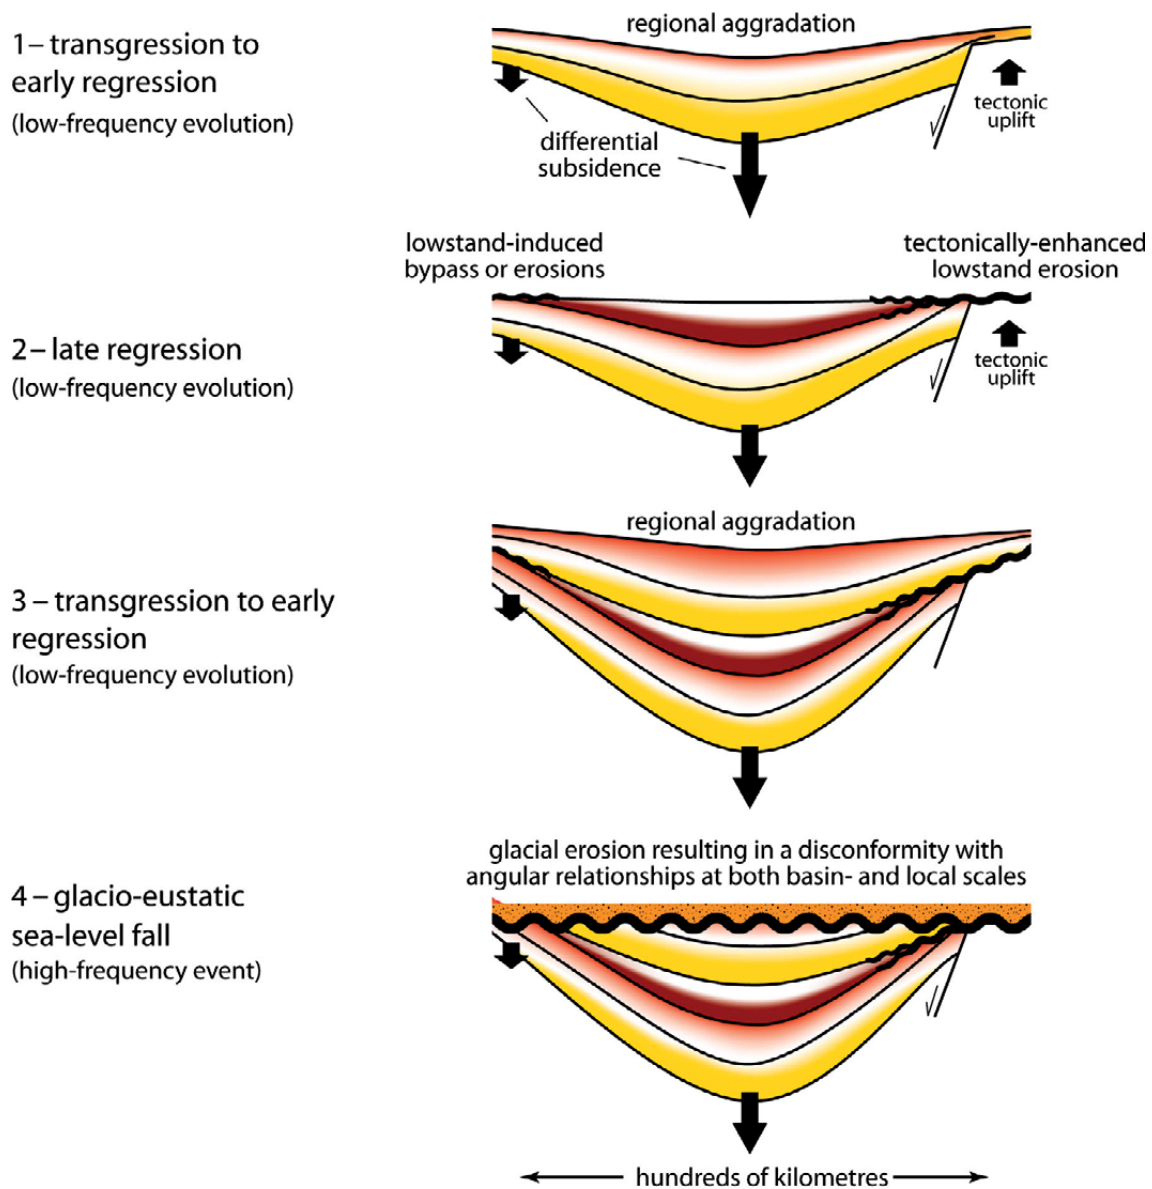 1– transgression to
early regression
(low-frequency evolution)
regional aggradation
differential
subsidence
tectonic
uplift
lowstand-induced
bypass or erosions
tectonically-enhanced
lowstand erosion
2– late regression
(low-frequency evolution)
tectonic
uplift
regional aggradation
3 – transgression to early
regression
(low-frequency evolution)
glacial erosion resulting in a disconformity with
angular relationships at both basin- and local scales
4 – glacio-eustatic
sea-level fall
(high-frequency event)
hundreds of kilometres